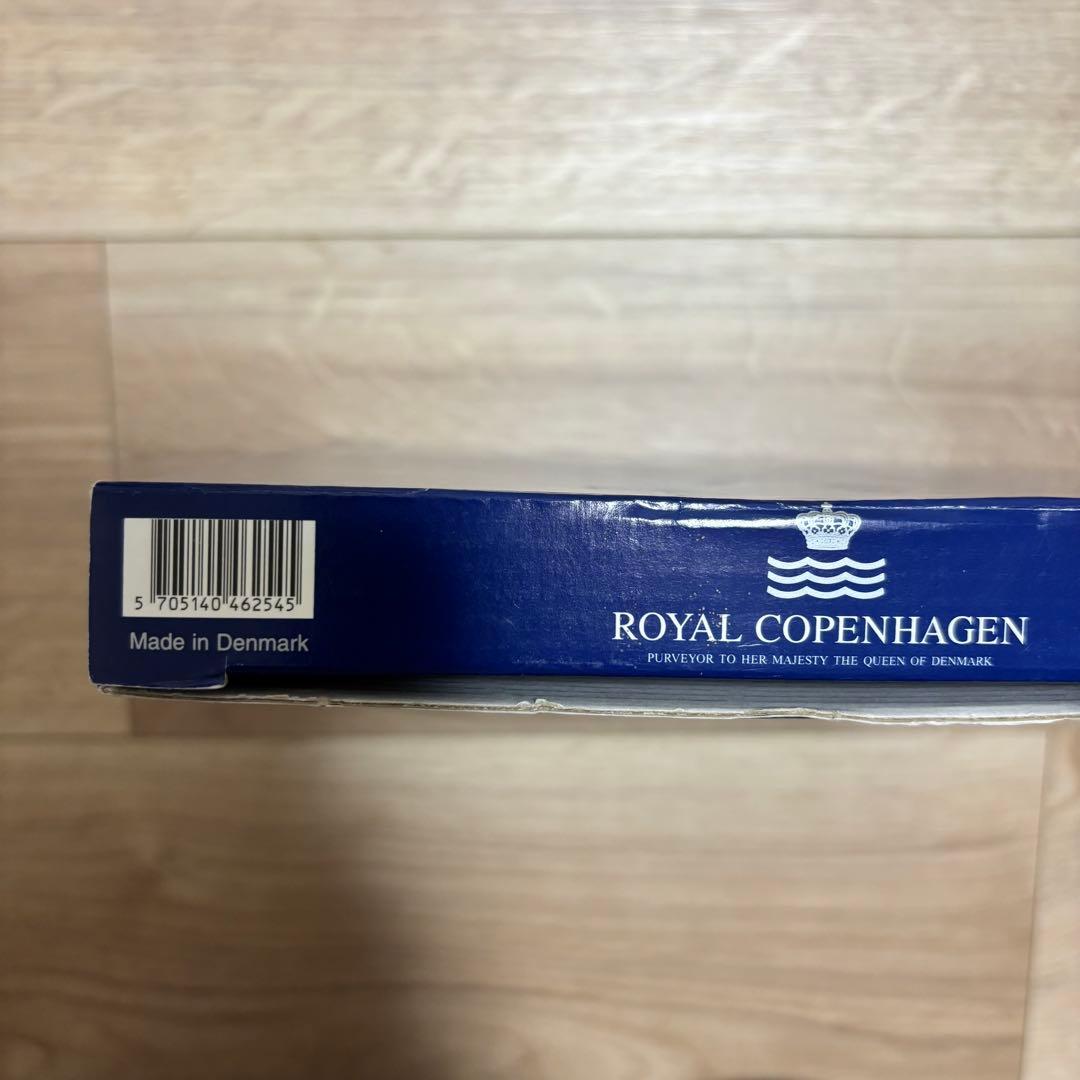 5 705140 462545
Made in Denmark
ROYAL COPENHAGEN
PURVEYOR TO HER MAJESTY THE QUEEN OF DENMARK